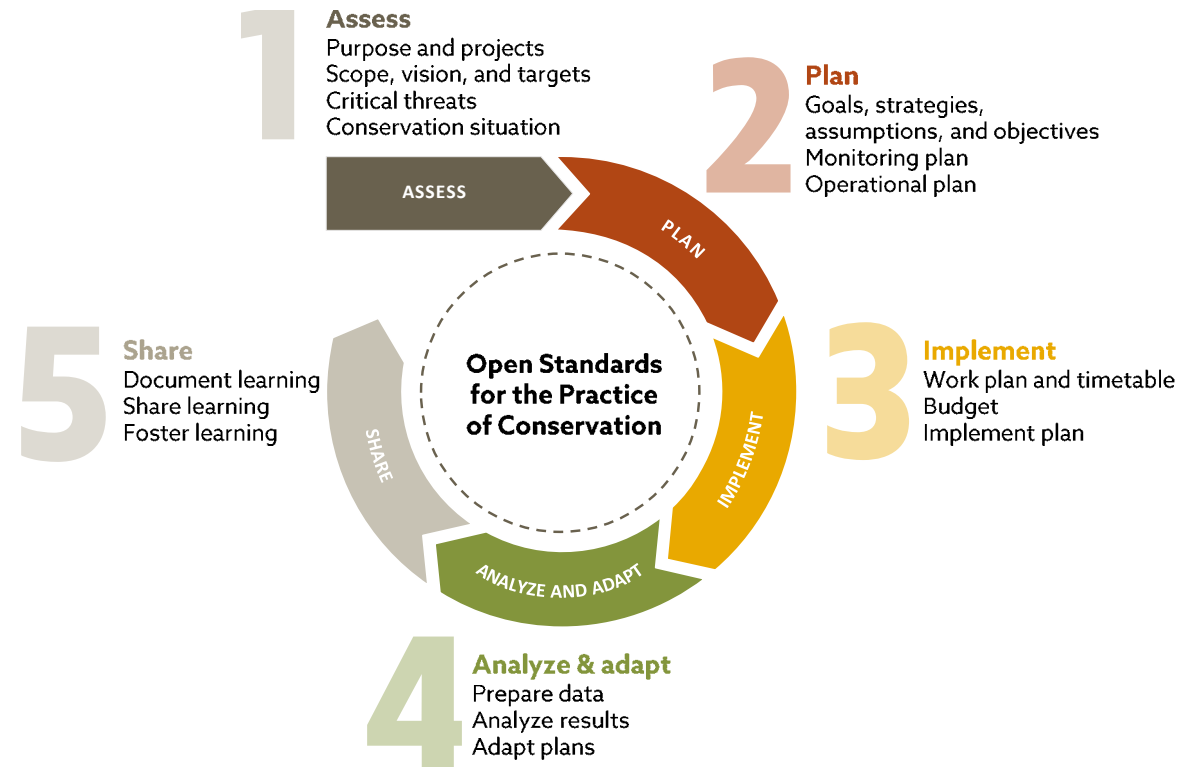 1
Assess
Purpose and projects
Scope, vision, and targets
Critical threats
Conservation situation
2
Plan
Goals, strategies,
assumptions, and objectives
Monitoring plan
Operational plan
ASSESS
PLAN
5
Share
Document learning
Share learning
Foster learning
Open Standards
for the Practice
of Conservation
3
Implement
Work plan and timetable
Budget
Implement plan
SHARE
IMPLEMENT
ANALYZE AND ADAPT
4
Analyze & adapt
Prepare data
Analyze results
Adapt plans